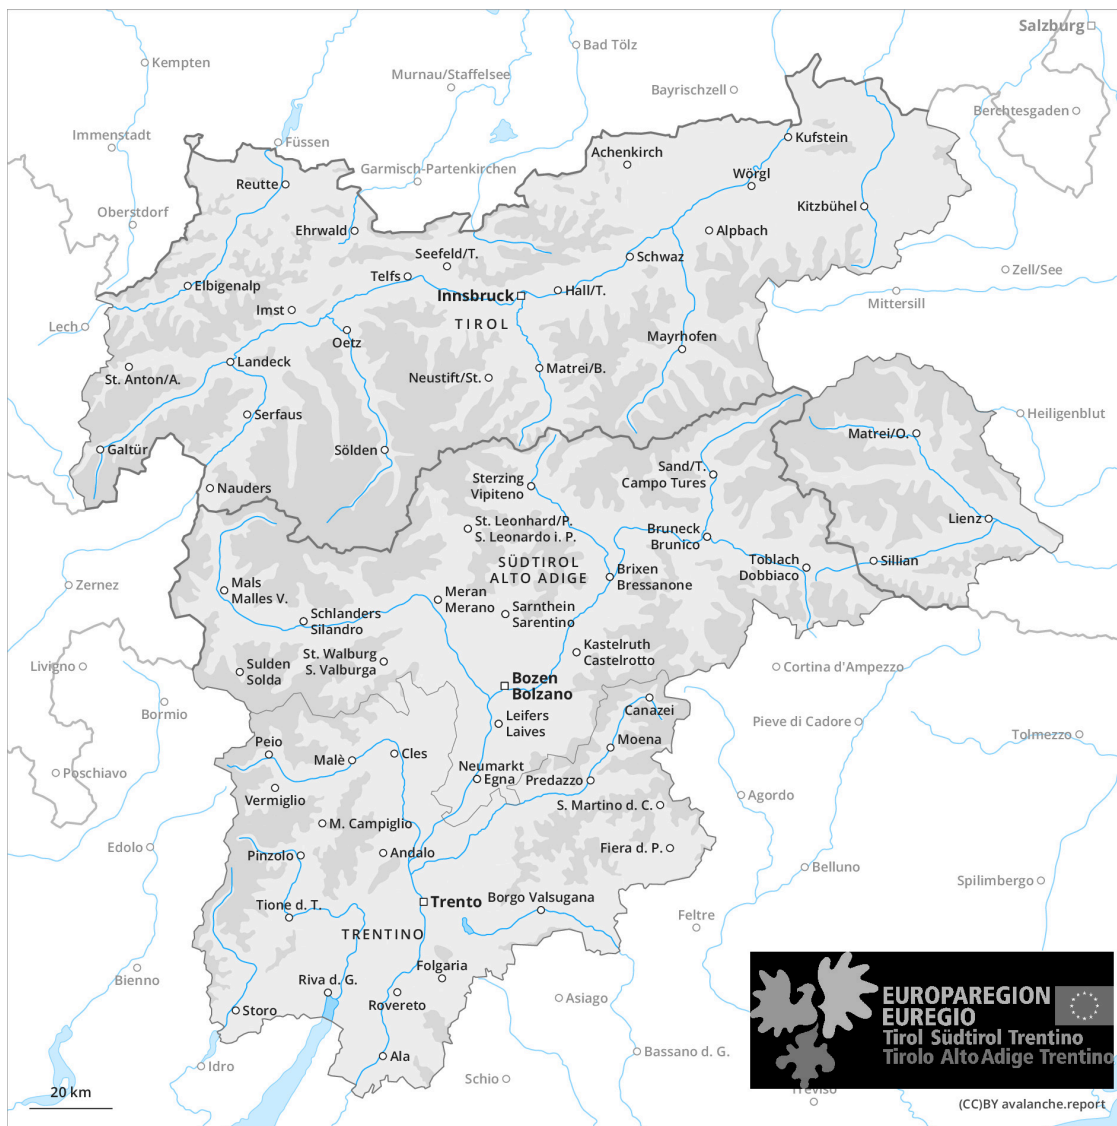 Salzburg
Kempten
Bad Tölz
Murnau/Staffelsee
Bayrischzell
Berchtesgaden
Immenstadt
Füssen
Kufstein
Achenkirch
Garmisch-Partenkirchen
Wörgl
Reutte
Oberstdorf
Kitzbühel
Ehrwald
Alpbach
Seefeld/T.
Schwaz
Telfs
Zell/See
Elbigenalp
Hall/T.
Innsbruck
Mittersill
Imst
TIROL
Lech
Oetz
Mayrhofen
Landeck
Matrei/B.
St. Anton/A.
Neustift/St.
Serfaus
Heiligenblut
Matrei/O.
Galtür
Sölden
Sand/T.
Campo Tures
Sterzing
Vipiteno
Nauders
Lienz
St. Leonhard/P.
S. Leonardo i. P.
Bruneck
Brunico
SÜDTIROL
ALTO ADIGE
Toblach
Dobbiaco
Sillian
Brixen
Bressanone
Zernez
Mals
Malles V.
Meran
Merano
Schlanders
Silandro
Sarnthein
Sarentino
Kastelruth
Castelrotto
St. Walburg
S. Valburga
Livigno
Sulden
Solda
Cortina d'Ampezzo
Bozen
Bolzano
Bormio
Canazei
Leifers
Laives
Pieve di Cadore
Tolmezzo
Peio
Moena
Malè
Cles
Neumarkt
Egna
Poschiavo
Predazzo
Vermiglio
Agordo
S. Martino d. C.
M. Campiglio
Edolo
Pinzolo
Andalo
Fiera d. P.
Belluno
Spilimbergo
Trento
Borgo Valsugana
Tione d. T.
Feltre
TRENTINO
Bienno
Folgaria
Riva d. G.
Asiago
Rovereto
Storo
EUROPAREGION
EUREGIO
Tirol Südtirol Trentino
Tirolo Alto Adige Trentino
Bassano d. G.
Ala
Idro
Schio
Treviso
20 km
(CC)BY avalanche.report